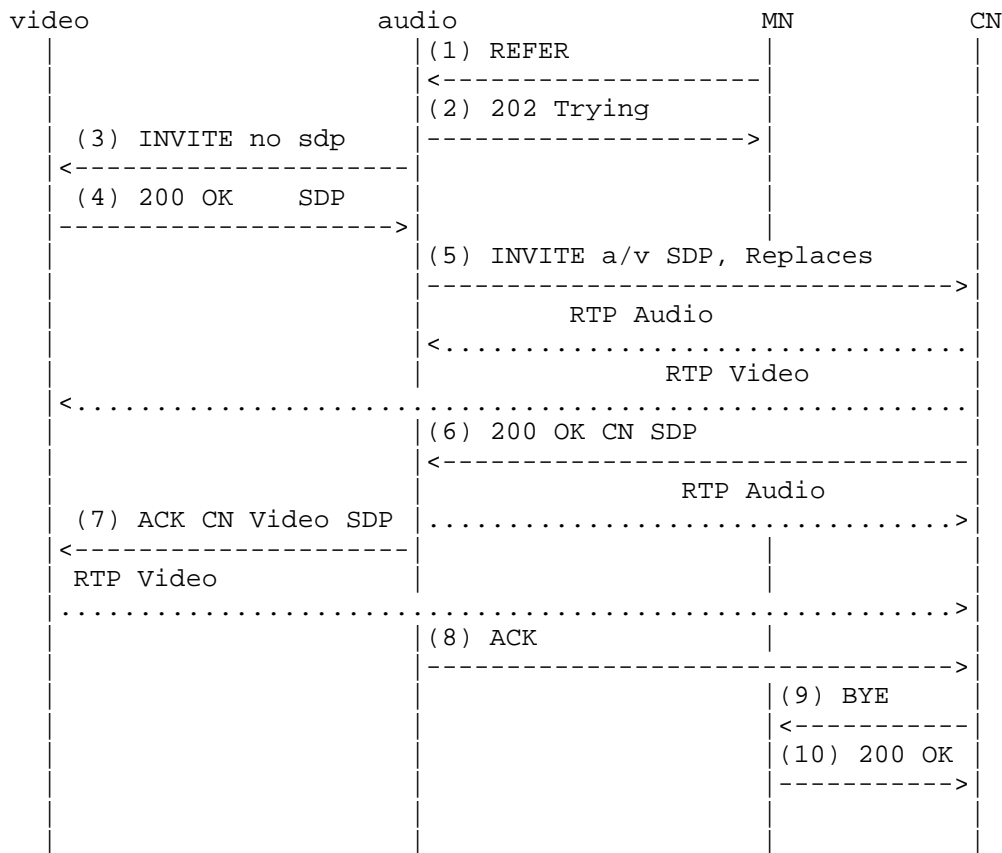 video audio MN CN
(1) REFER
(2) 202 Trying
(3) INVITE no sdp
(4) 200 OK SDP
(5) INVITE a/v SDP, Replaces
RTP Audio
RTP Video
(6) 200 OK CN SDP
RTP Audio
(7) ACK CN Video SDP
RTP Video
(8) ACK
(9) BYE
(10) 200 OK